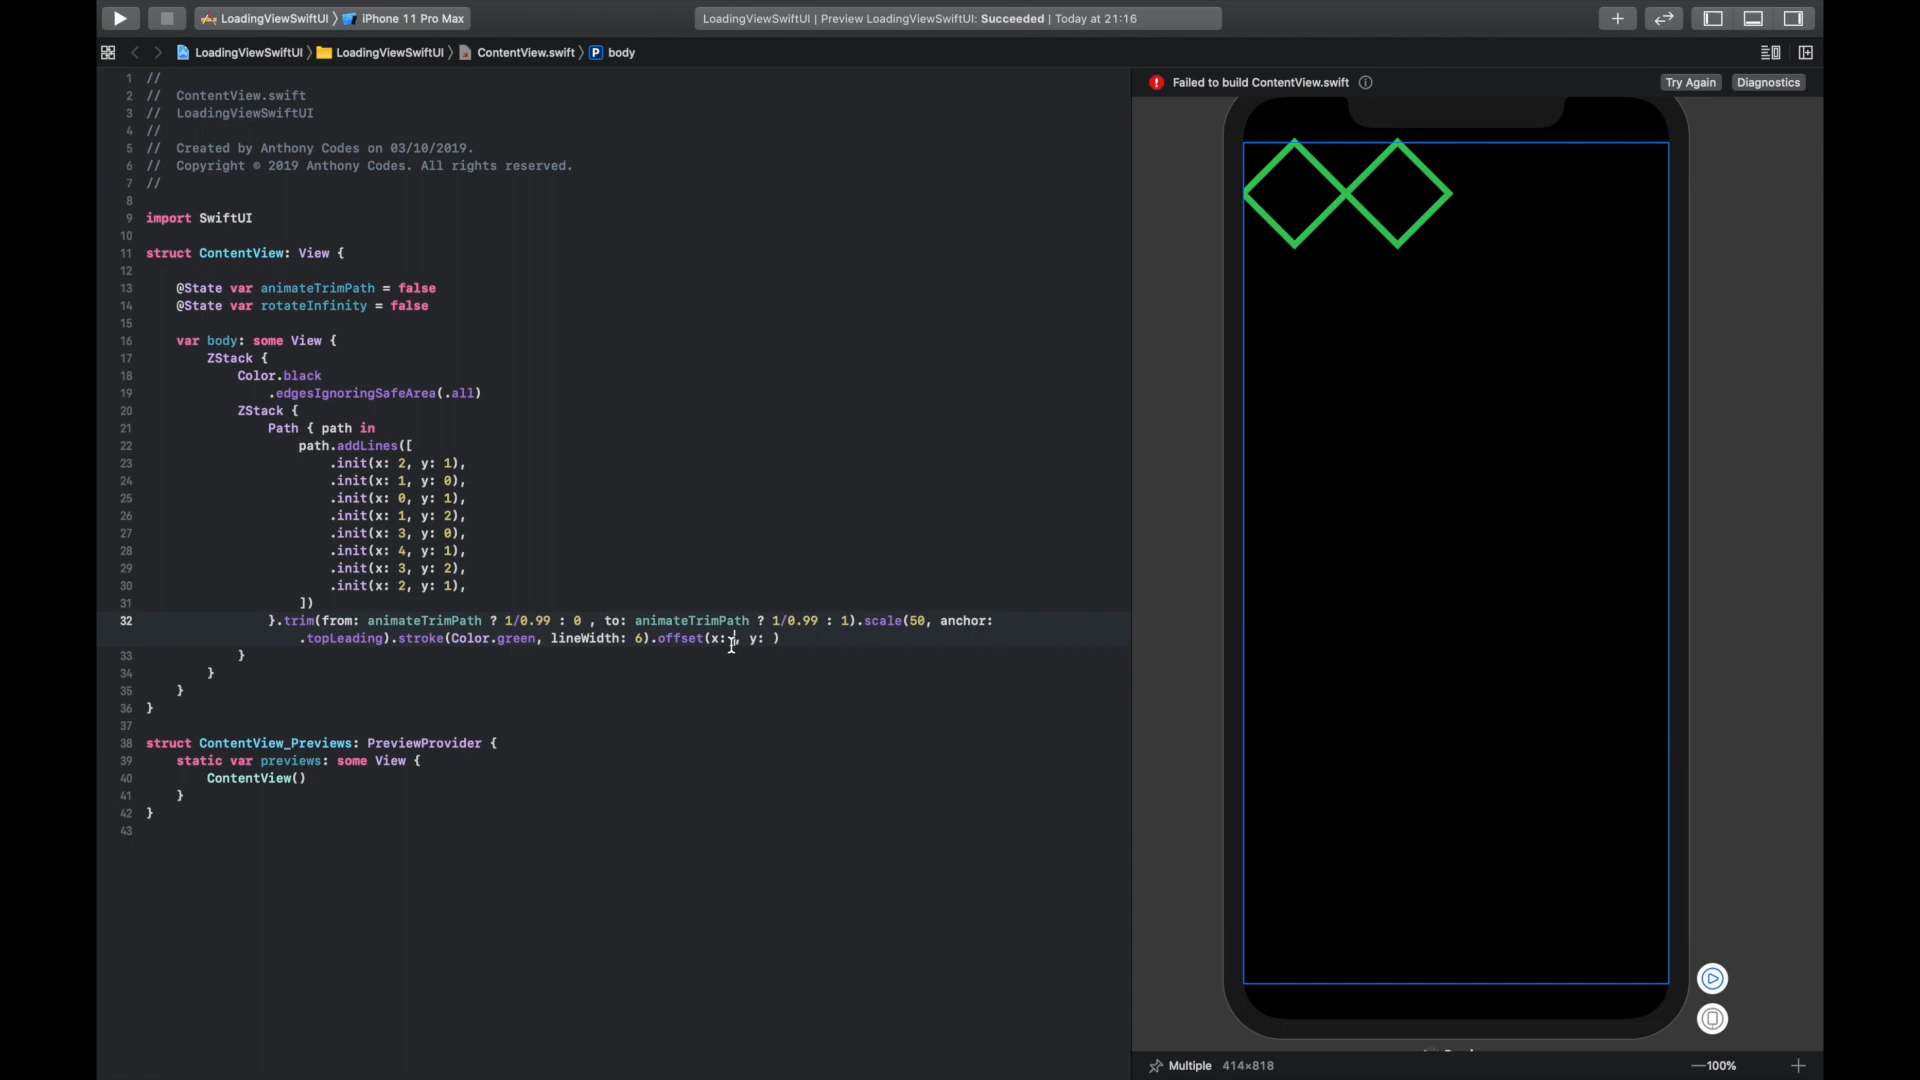 LoadingViewSwiftUI 〉 iPhone 11 Pro Max
LoadingViewSwiftUI | Preview LoadingViewSwiftUI: Succeeded | Today at 21:16
LoadingViewSwiftUI 〉 LoadingViewSwiftUI 〉 ContentView.swift 〉 P body
1 //
2 //  ContentView.swift
3 //  LoadingViewSwiftUI
4 //
5 //  Created by Anthony Codes on 03/10/2019.
6 //  Copyright © 2019 Anthony Codes. All rights reserved.
7 //
8
9 import SwiftUI
10
11 struct ContentView: View {
12
13     @State var animateTrimPath = false
14     @State var rotateInfinity = false
15
16     var body: some View {
17         ZStack {
18             Color.black
19                 .edgesIgnoringSafeArea(.all)
20             ZStack {
21                 Path { path in
22                     path.addLines([
23                         .init(x: 2, y: 1),
24                         .init(x: 1, y: 0),
25                         .init(x: 0, y: 1),
26                         .init(x: 1, y: 2),
27                         .init(x: 3, y: 0),
28                         .init(x: 4, y: 1),
29                         .init(x: 3, y: 2),
30                         .init(x: 2, y: 1),
31                     ])
32                 }.trim(from: animateTrimPath ? 1/0.99 : 0 , to: animateTrimPath ? 1/0.99 : 1).scale(50, anchor:
.topLeading).stroke(Color.green, lineWidth: 6).offset(x: , y: )
33             }
34         }
35     }
36 }
37
38 struct ContentView_Previews: PreviewProvider {
39     static var previews: some View {
40         ContentView()
41     }
42 }
43
Failed to build ContentView.swift
Try Again
Diagnostics
Multiple 414×818
100%